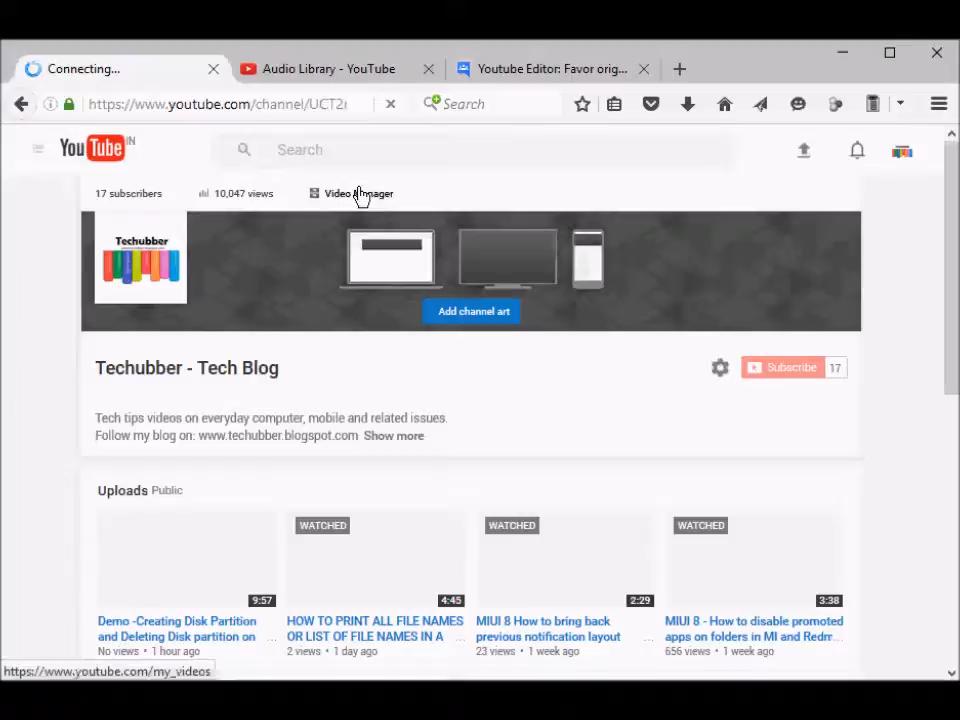 Connecting...
Audio Library - YouTube
Youtube Editor: Favor orig...
https://www.youtube.com/channel/UCT2
Search
YouTube IN
Search
17 subscribers
10,047 views
Video
Techubber
Add channel art
Techubber - Tech Blog
Subscribe 17
Tech tips videos on everyday computer, mobile and related issues.
Follow my blog on: www.techubber.blogspot.com Show more
Uploads Public
WATCHED
WATCHED
WATCHED
9:57
4:45
2:29
3:38
Demo -Creating Disk Partition
and Deleting Disk partition on ...
No views • 1 hour ago
HOW TO PRINT ALL FILE NAMES
OR LIST OF FILE NAMES IN A ...
2 views • 1 day ago
MIUI 8 How to bring back
previous notification layout ...
23 views • 1 week ago
MIUI 8 - How to disable promoted
apps on folders in MI and Redm...
656 views • 1 week ago
https://www.youtube.com/my_videos